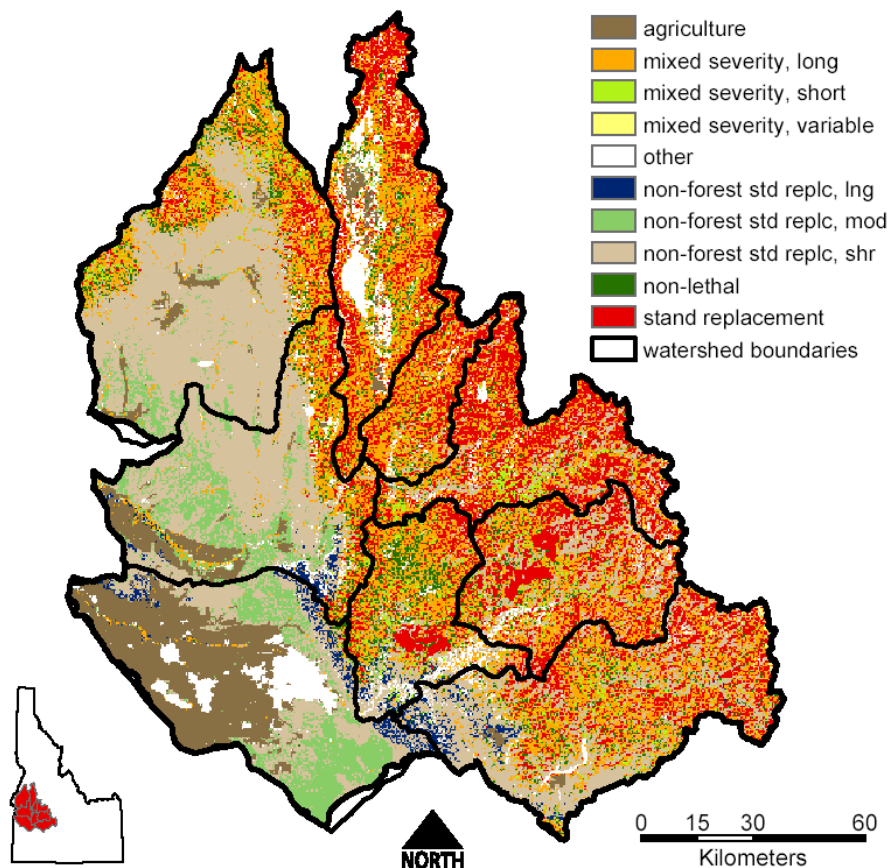 agriculture
mixed severity, long
mixed severity, short
mixed severity, variable
other
non-forest std replc, lng
non-forest std replc, mod
non-forest std replc, shr
non-lethal
stand replacement
watershed boundaries
0 15 30 60
Kilometers
NORTH